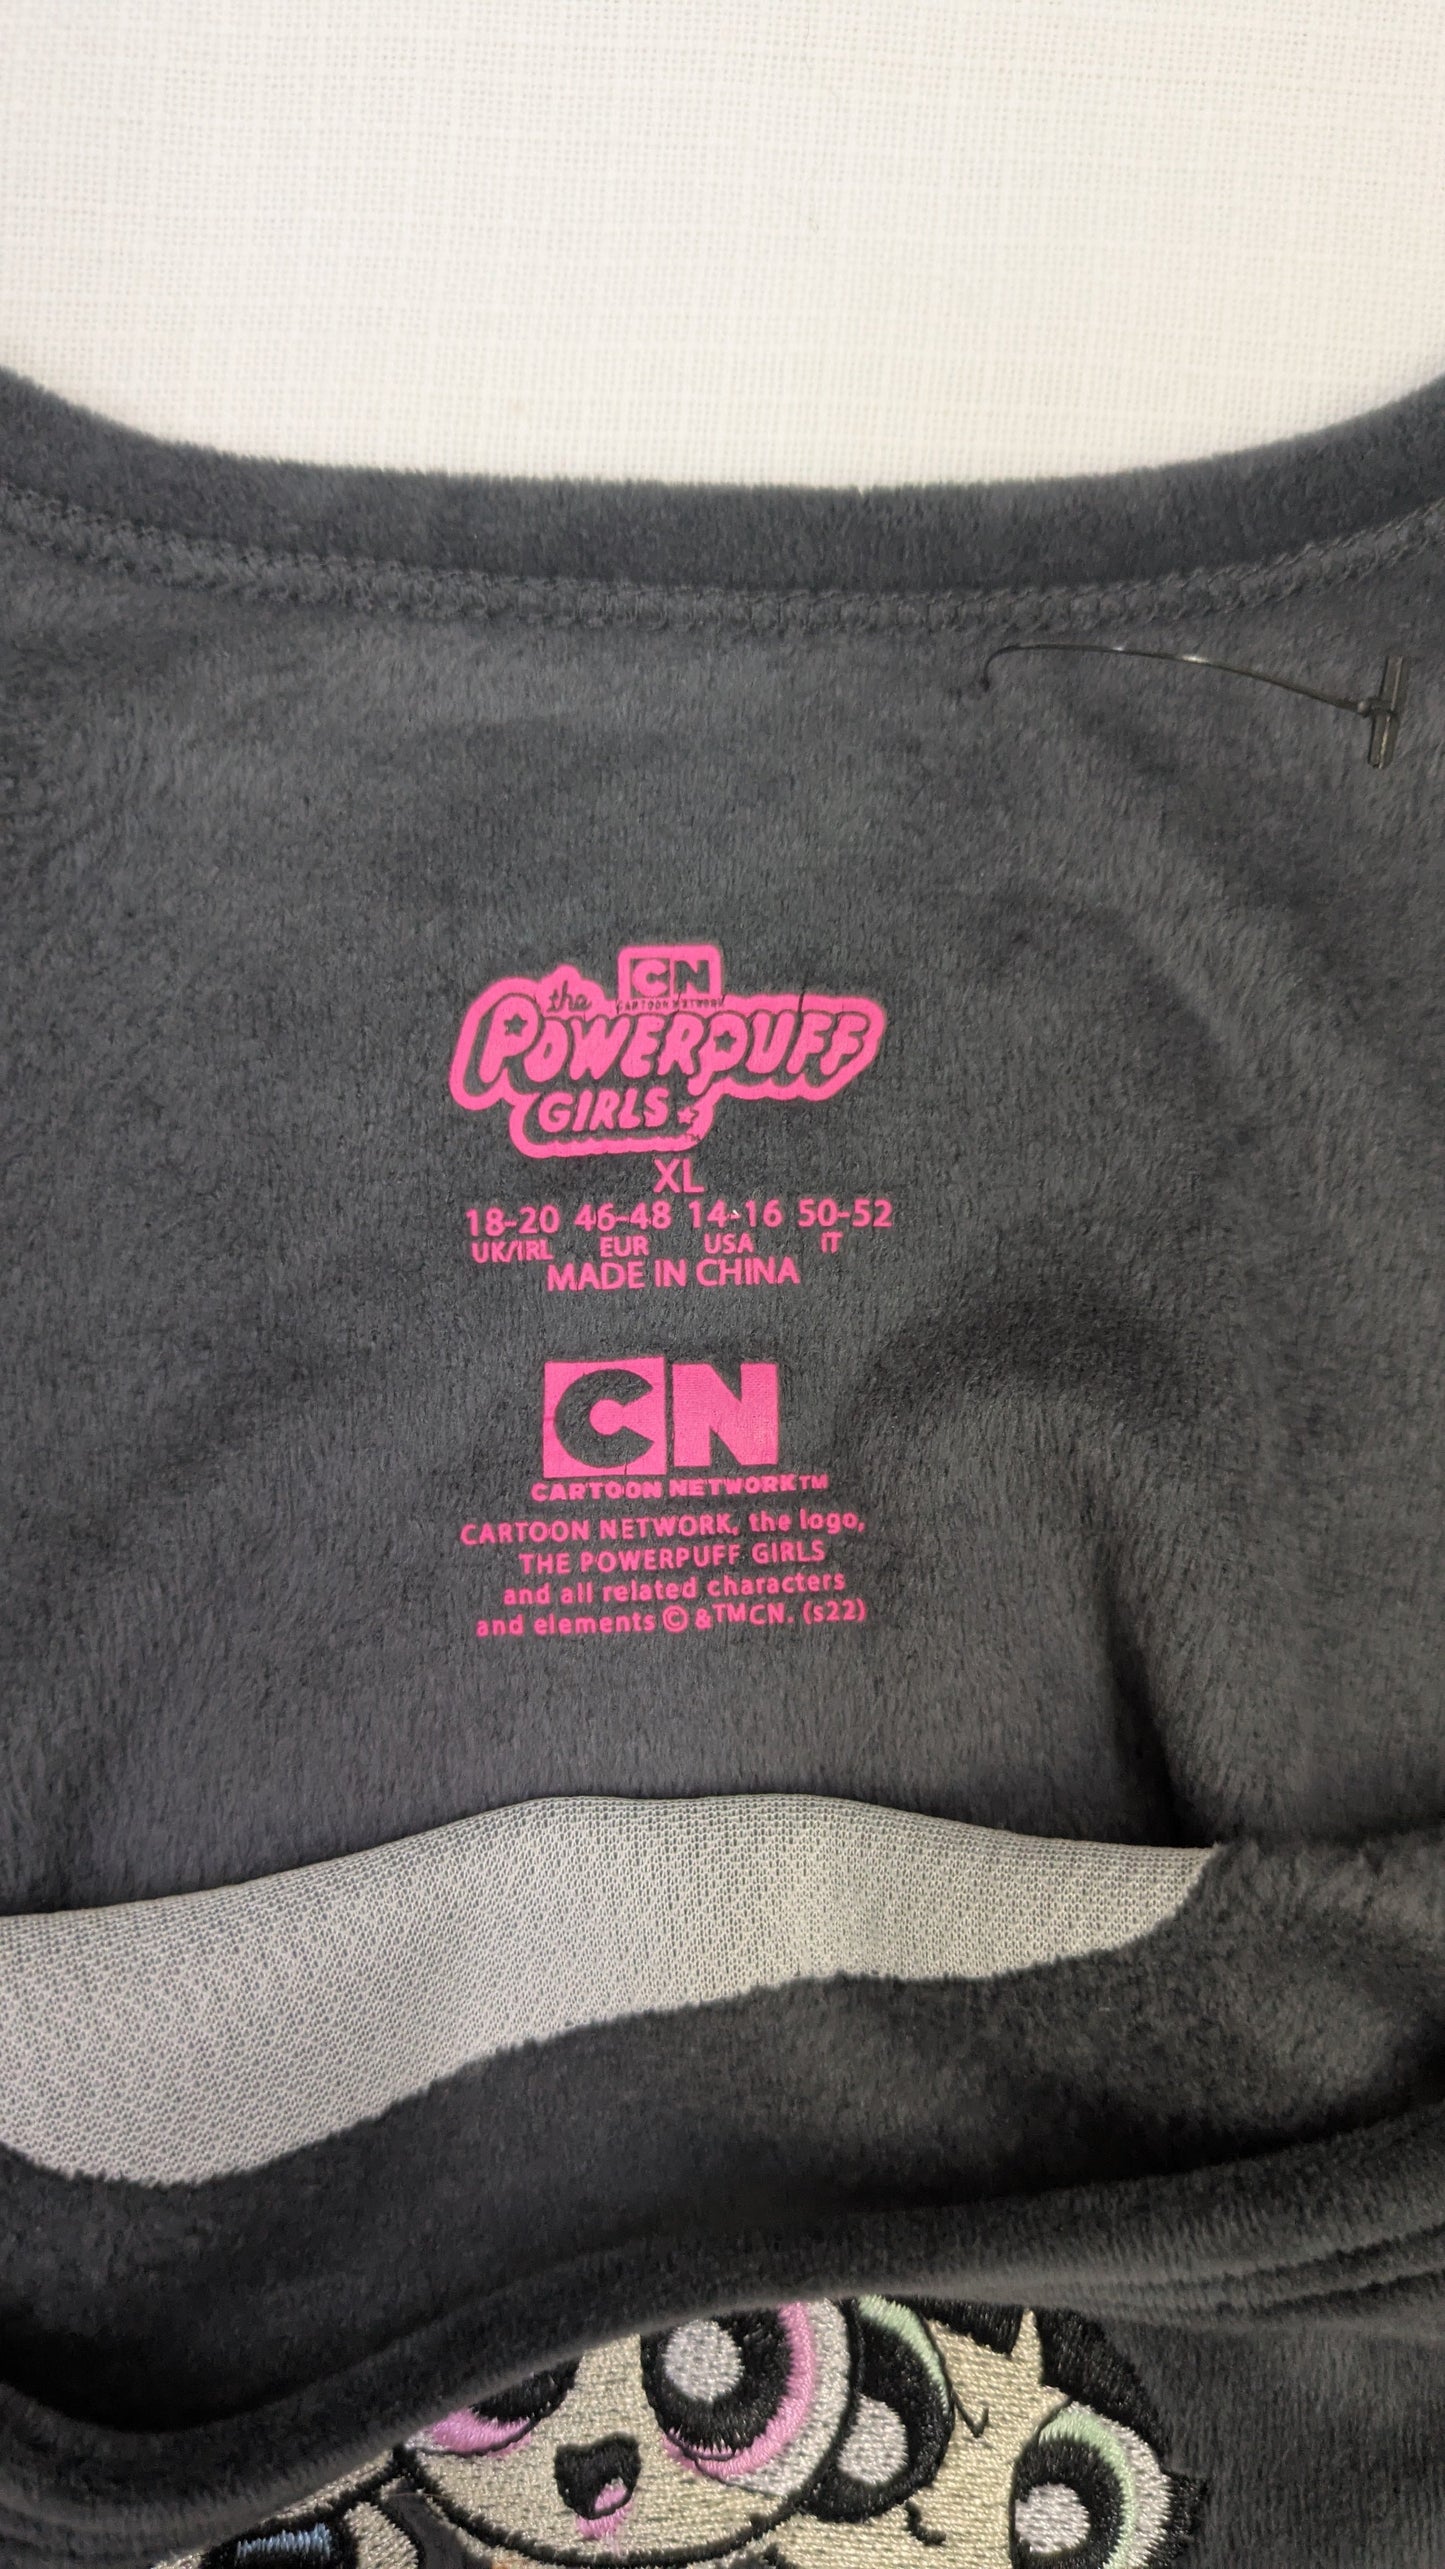 the
CN
CARTOON NETWORK
POWERPUFF
GIRLS
TM
XL
18-20 46-48 14-16 50-52
UK/IRL EUR USA IT
MADE IN CHINA
CN
CARTOON NETWORK™
CARTOON NETWORK, the logo,
THE POWERPUFF GIRLS
and all related characters
and elements © &™CN. (s22)